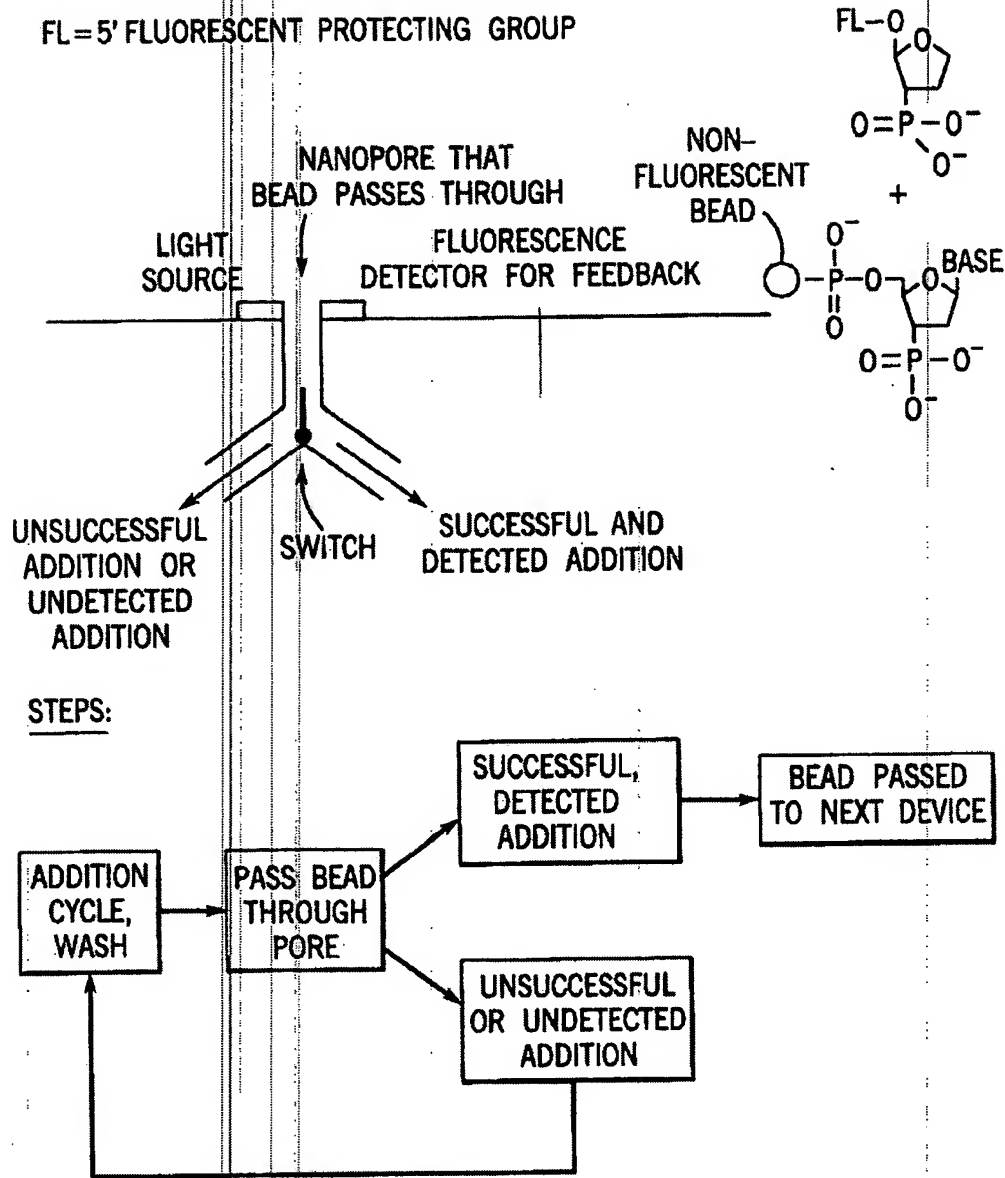 FL=5' FLUORESCENT PROTECTING GROUP
FL-O
O
O=P-O⁻
O⁻
+
NON-
FLUORESCENT
BEAD
O⁻
-P-O-
O
O BASE
O=P-O⁻
O⁻
NANOPORE THAT
BEAD PASSES THROUGH
LIGHT
SOURCE
FLUORESCENCE
DETECTOR FOR FEEDBACK
UNSUCCESSFUL
ADDITION OR
UNDETECTED
ADDITION
SWITCH
SUCCESSFUL AND
DETECTED ADDITION
STEPS:
ADDITION
CYCLE,
WASH
PASS BEAD
THROUGH
PORE
SUCCESSFUL,
DETECTED
ADDITION
BEAD PASSED
TO NEXT DEVICE
UNSUCCESSFUL
OR UNDETECTED
ADDITION